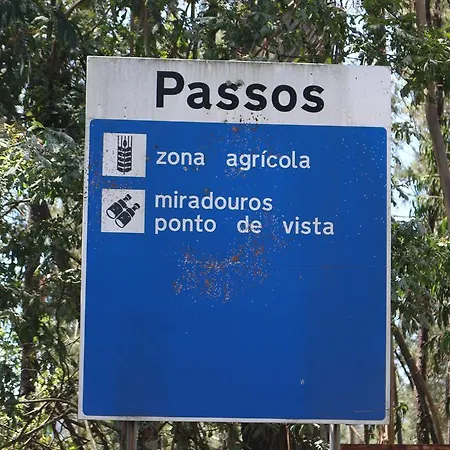 Passos
zona agrícola
miradouros
ponto de vista